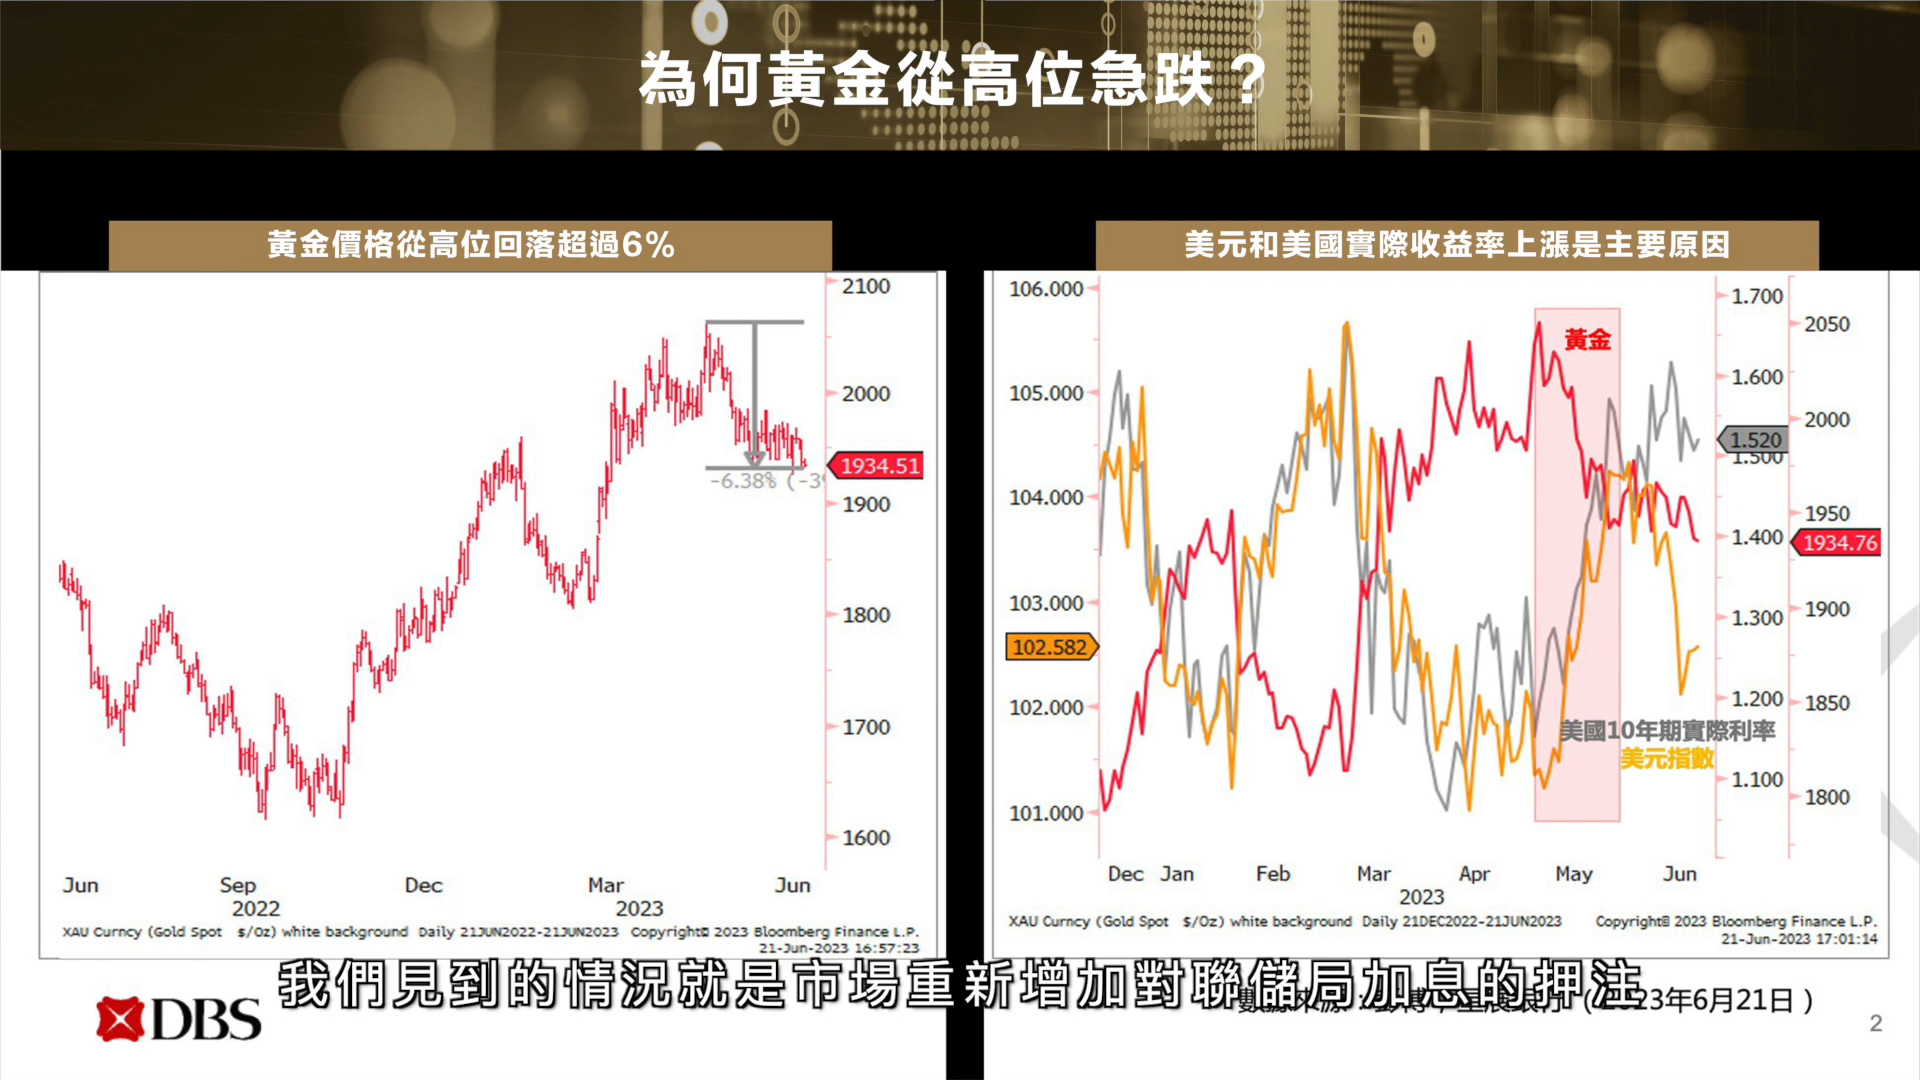 為何黃金從高位急跌？
黃金價格從高位回落超過6%
2100
2000
1934.51
-6.38%
1900
1800
1700
1600
Jun Sep Dec Mar Jun
2022 2023
XAU Curncy (Gold Spot $/Oz) white background Daily 21JUN2022-21JUN2023 Copyright© 2023 Bloomberg Finance L.P.
21-Jun-2023 16:57:23
美元和美國實際收益率上漲是主要原因
黃金
106.000
105.000
104.000
103.000
102.582
102.000
101.000
1.700
1.600
1.520
1.500
1.400
1.300
1.200
1.100
2050
2000
1950
1934.76
1900
1850
1800
美國10年期實際利率
美元指數
Dec Jan Feb Mar Apr May Jun
2023
XAU Curncy (Gold Spot $/Oz) white background Daily 21DEC2022-21JUN2023 Copyright© 2023 Bloomberg Finance L.P.
21-Jun-2023 17:01:14
我們見到的情況就是市場重新增加對聯儲局加息的押注
2023年6月21日）
DBS
2